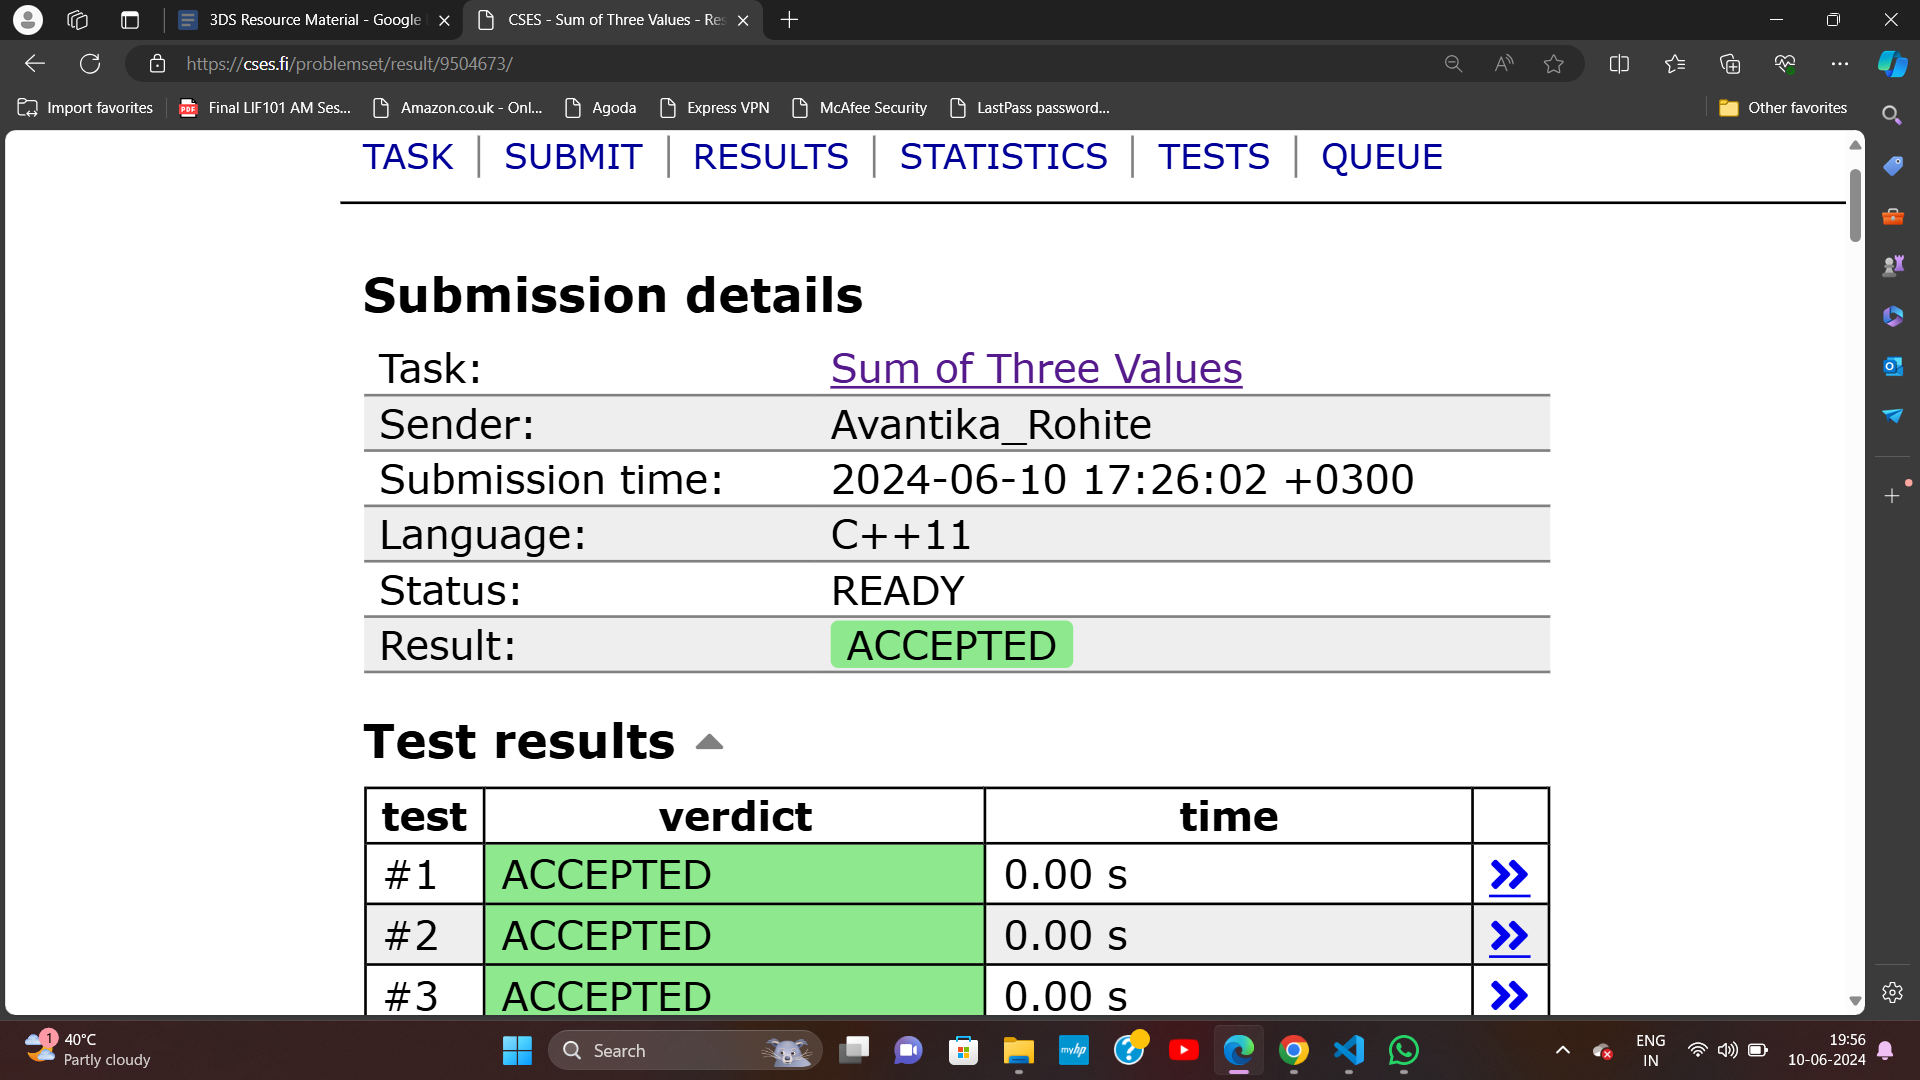 3DS Resource Material - Google
CSES - Sum of Three Values - Res
https://cses.fi/problemset/result/9504673/
Import favorites
Final LIF101 AM Ses...
Amazon.co.uk - Onl...
Agoda
Express VPN
McAfee Security
LastPass password...
Other favorites
TASK | SUBMIT | RESULTS | STATISTICS | TESTS | QUEUE
Submission details
Task: Sum of Three Values
Sender: Avantika_Rohite
Submission time: 2024-06-10 17:26:02 +0300
Language: C++11
Status: READY
Result: ACCEPTED
Test results
test verdict time
#1 ACCEPTED 0.00 s
#2 ACCEPTED 0.00 s
#3 ACCEPTED 0.00 s
1
40°C
Partly cloudy
Search
myhp
ENG
IN
19:56
10-06-2024